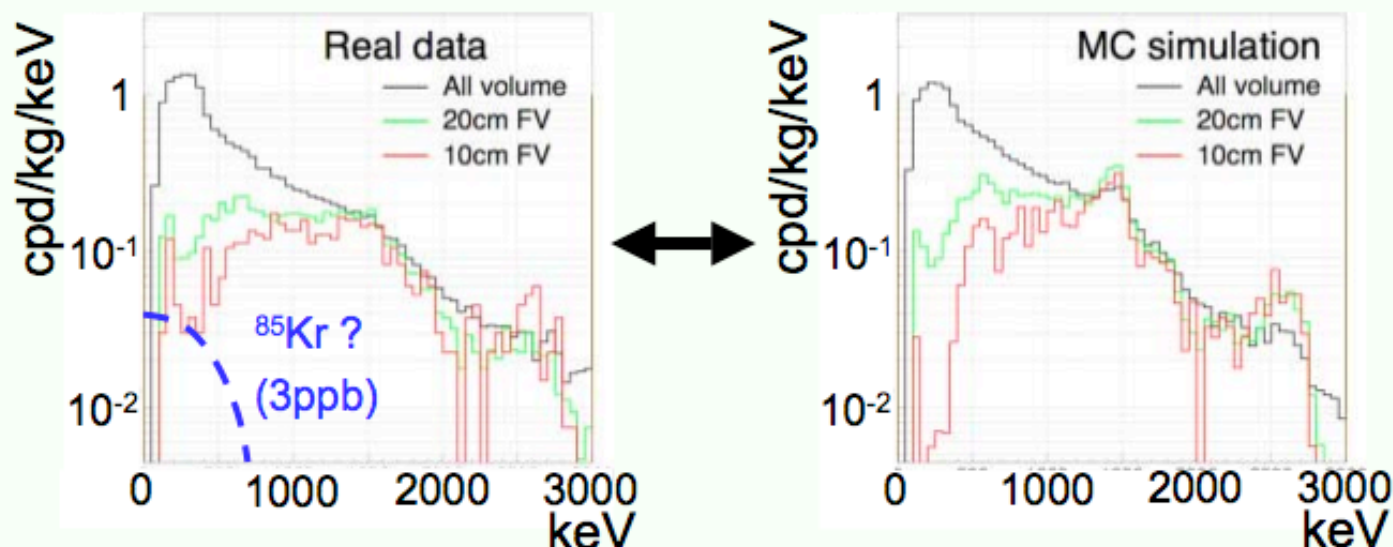 Real data
All volume
20cm FV
10cm FV
cpd/kg/keV
1
10-1
10-2
85Kr ?
(3ppb)
0 1000 2000 3000
keV
MC simulation
All volume
20cm FV
10cm FV
cpd/kg/keV
1
10-1
10-2
0 1000 2000 3000
keV